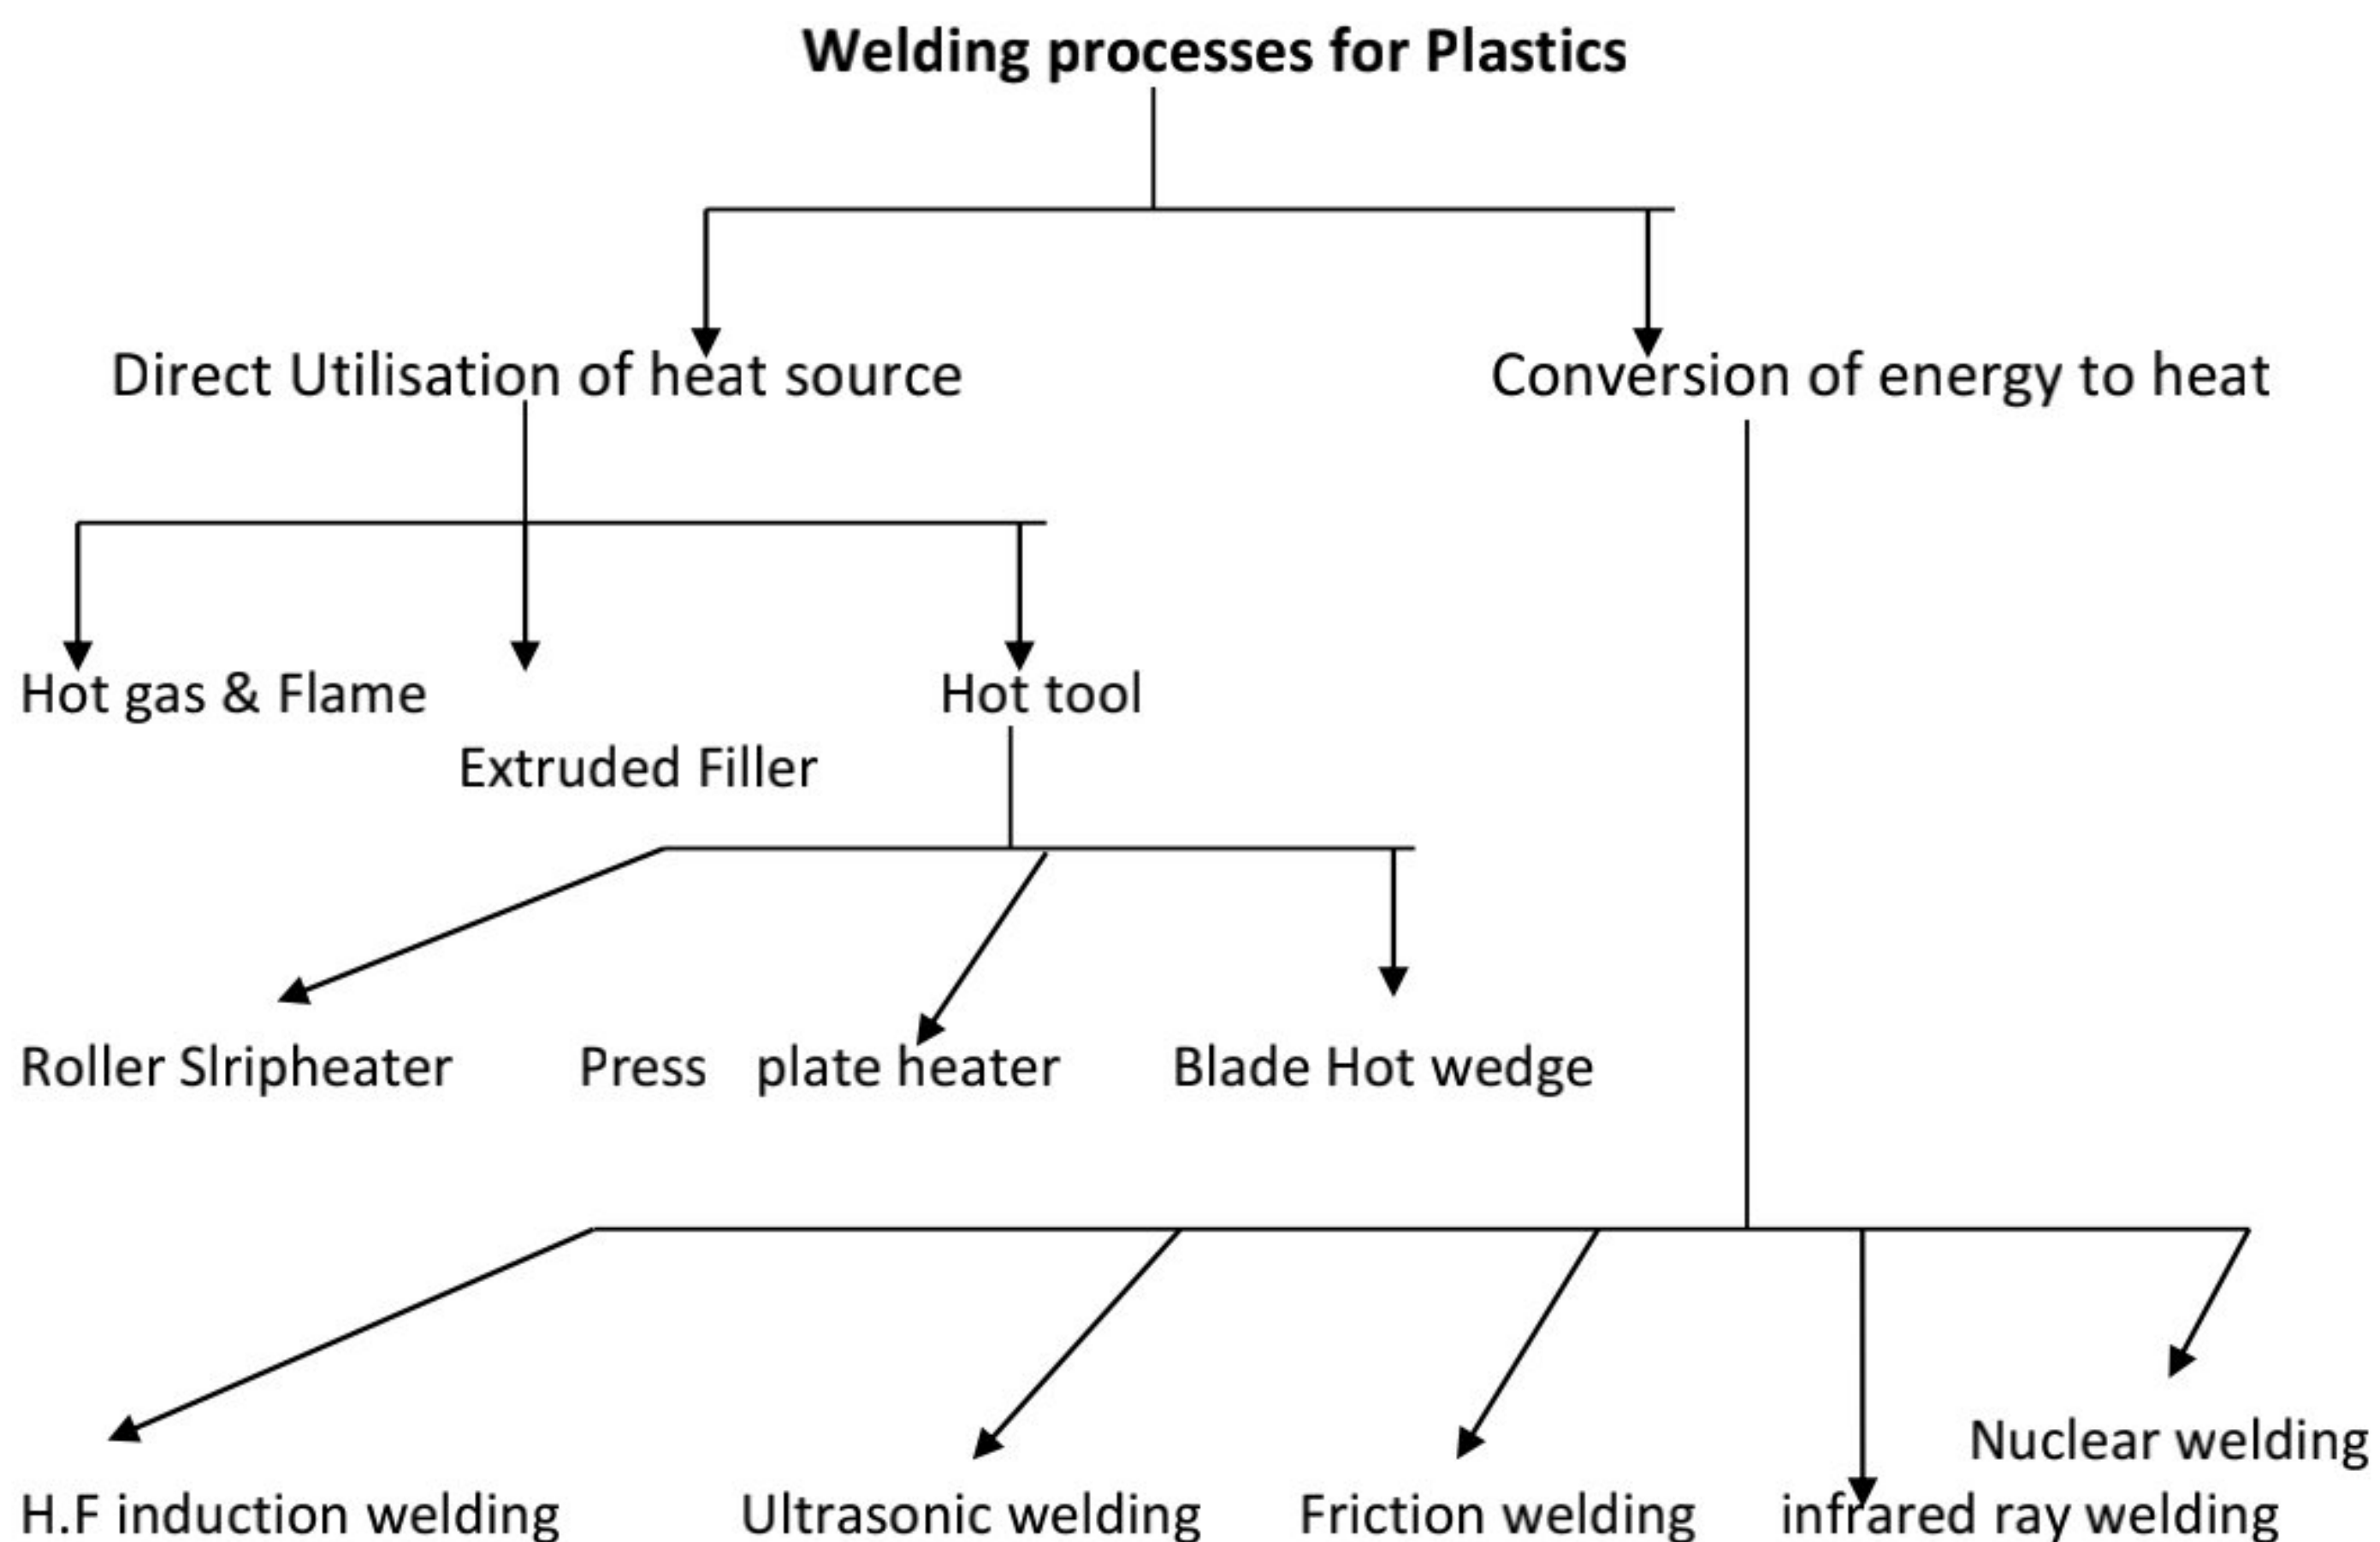 Welding processes for Plastics
Direct Utilisation of heat source
Conversion of energy to heat
Hot gas & Flame
Hot tool
Extruded Filler
Roller Slripheater
Press plate heater
Blade Hot wedge
Nuclear welding
H.F induction welding
Ultrasonic welding
Friction welding
infrared ray welding